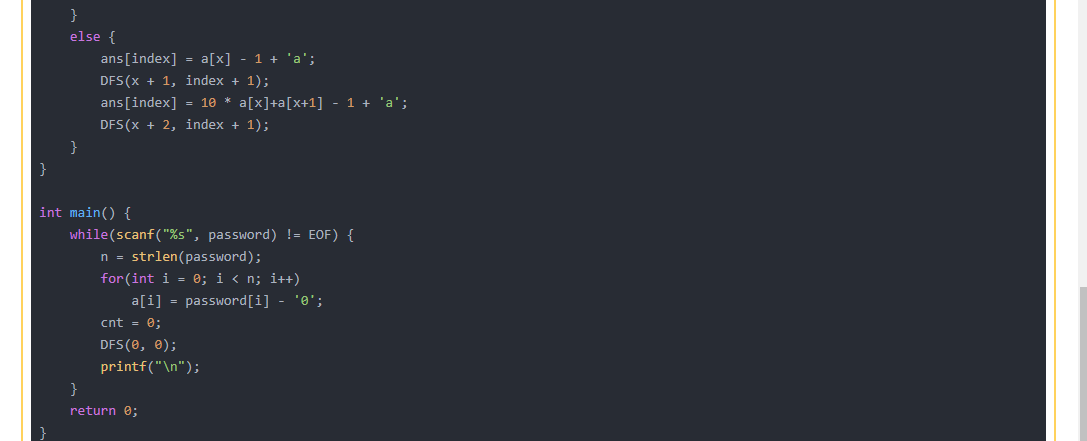 }
else {
ans[index] = a[x] - 1 + 'a';
DFS(x + 1, index + 1);
ans[index] = 10 * a[x]+a[x+1] - 1 + 'a';
DFS(x + 2, index + 1);
}
}
int main() {
while(scanf("%s", password) != EOF) {
n = strlen(password);
for(int i = 0; i < n; i++)
a[i] = password[i] - '0';
cnt = 0;
DFS(0, 0);
printf("\n");
}
return 0;
}